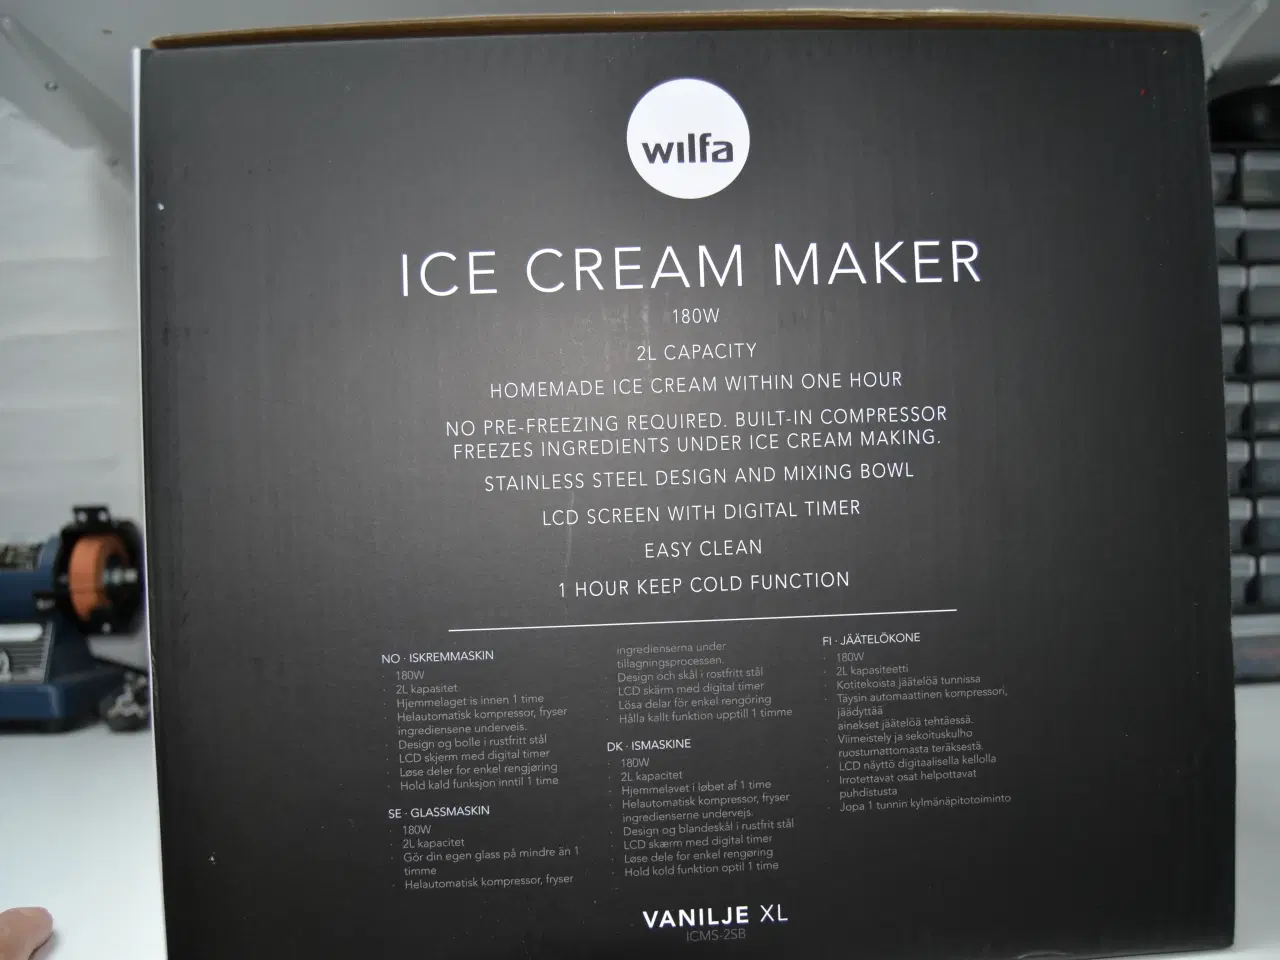 wilfa
ICE CREAM MAKER
180W
2L CAPACITY
HOMEMADE ICE CREAM WITHIN ONE HOUR
NO PRE-FREEZING REQUIRED. BUILT-IN COMPRESSOR
FREEZES INGREDIENTS UNDER ICE CREAM MAKING.
STAINLESS STEEL DESIGN AND MIXING BOWL
LCD SCREEN WITH DIGITAL TIMER
EASY CLEAN
1 HOUR KEEP COLD FUNCTION
NO · ISKREMMASKIN
· 180W
· 2L kapasitet
· Hjemmelaget is innen 1 time
· Helautomatisk kompressor, fryser
ingrediensene underveis.
· Design og bolle i rustfritt stål
· LCD skjerm med digital timer
· Løse deler for enkel rengjøring
· Hold kald funksjon inntil 1 time
SE · GLASSMASKIN
· 180W
· 2L kapacitet
· Gör din egen glass på mindre än 1
timme
· Helautomatisk kompressor, fryser
ingredienserna under
tillagningsprocessen.
· Design och skål i rostfritt stål
· LCD skärm med digital timer
· Lösa delar för enkel rengöring
· Hålla kallt funktion upptill 1 timme
DK · ISMASKINE
· 180W
· 2L kapacitet
· Hjemmelavet i løbet af 1 time
· Helautomatisk kompressor, fryser
ingredienserne undervejs.
· Design og blandeskål i rustfrit stål
· LCD skærm med digital timer
· Løse dele for enkel rengøring
· Hold kold funktion optil 1 time
FI · JÄÄTELÖKONE
· 180W
· 2L kapasiteetti
· Kotitekoista jäätelöä tunnissa
· Täysin automaattinen kompressori,
jäädyttää
ainekset jäätelöä tehtäessä.
· Viimeistely ja sekoituskulho
ruostumattomasta teräksestä.
· LCD näyttö digitaalisella kellolla
· Irrotettavat osat helpottavat
puhdistusta
· Jopa 1 tunnin kylmänäpitotoiminto
VANILJE XL
ICMS-2SB